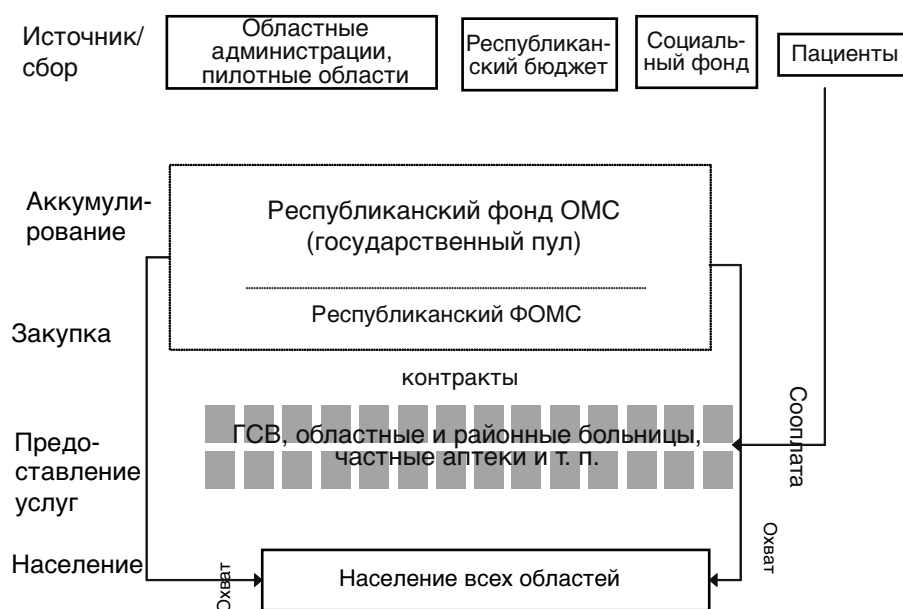 Источник/
сбор
Областные
администрации,
пилотные области
Республикан-
ский бюджет
Социаль-
ный фонд
Пациенты
Аккумули-
рование
Республиканский фонд ОМС
(государственный пул)
Республиканский ФОМС
Закупка
контракты
Предо-
ставление
услуг
ГСВ, областные и районные больницы,
частные аптеки и т. п.
Сооплата
Население
Охват
Население всех областей
Охват